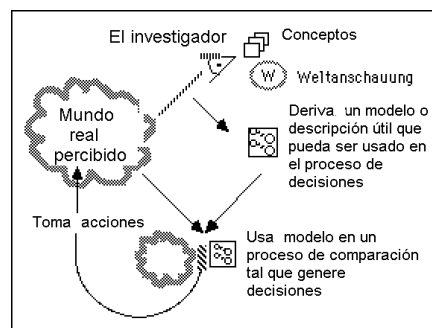 El investigador
Conceptos
W
Weltanschauung
Mundo
real
percibido
Deriva un modelo o
descripción útil que
pueda ser usado en
el proceso de
decisiones
Toma acciones
Usa modelo en un
proceso de comparación
tal que genere
decisiones